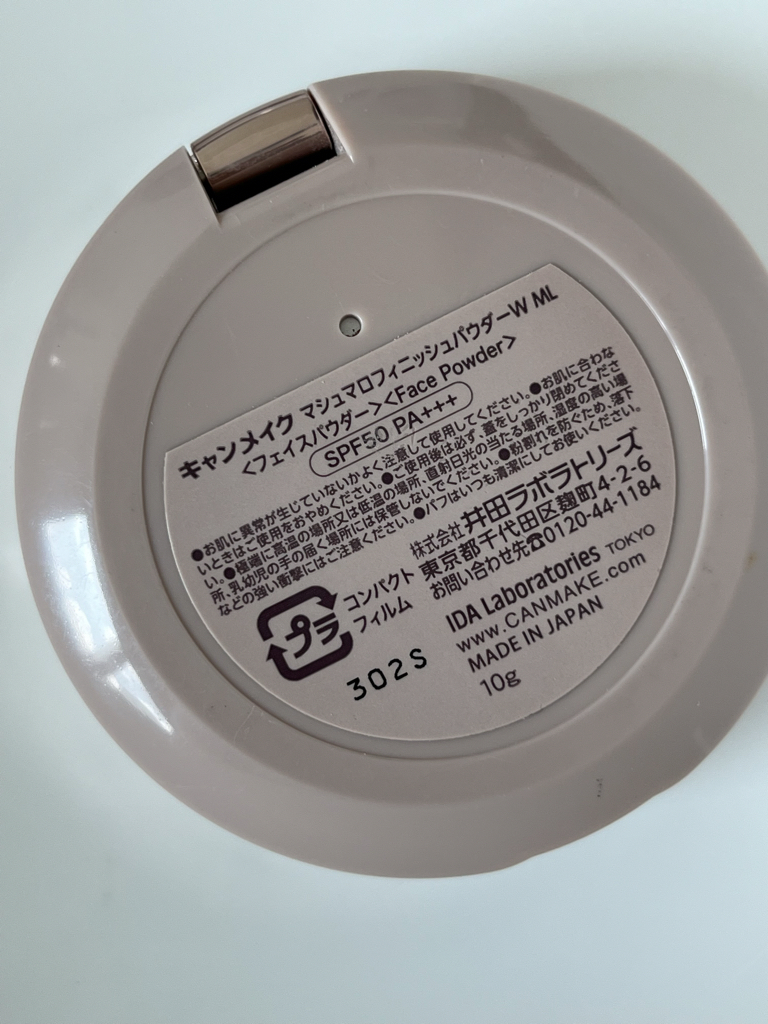 キャンメイク マシュマロフィニッシュパウダーW ML
<フェイスパウダー><Face Powder>
SPF50 PA+++
●お肌に異常が生じていないかよく注意して使用してください。●お肌に合わな
いときはご使用をおやめください。●ご使用後は必ず、蓋をしっかり閉めてくださ
い。●極端に高温の場所又は低温の場所、直射日光の当たる場所、湿度の高い場
所、乳幼児の手の届く場所には保管しないでください。●粉割れを防ぐため、落下
などの強い衝撃にはご注意ください。●パフはいつも清潔にしてお使いください。
株式会社 井田ラボラトリーズ
東京都千代田区麹町4-2-6
お問い合わせ先☎0120-44-1184
プラ
コンパクト
フィルム
IDA Laboratories TOKYO
www.CANMAKE.com
MADE IN JAPAN
10g
302S